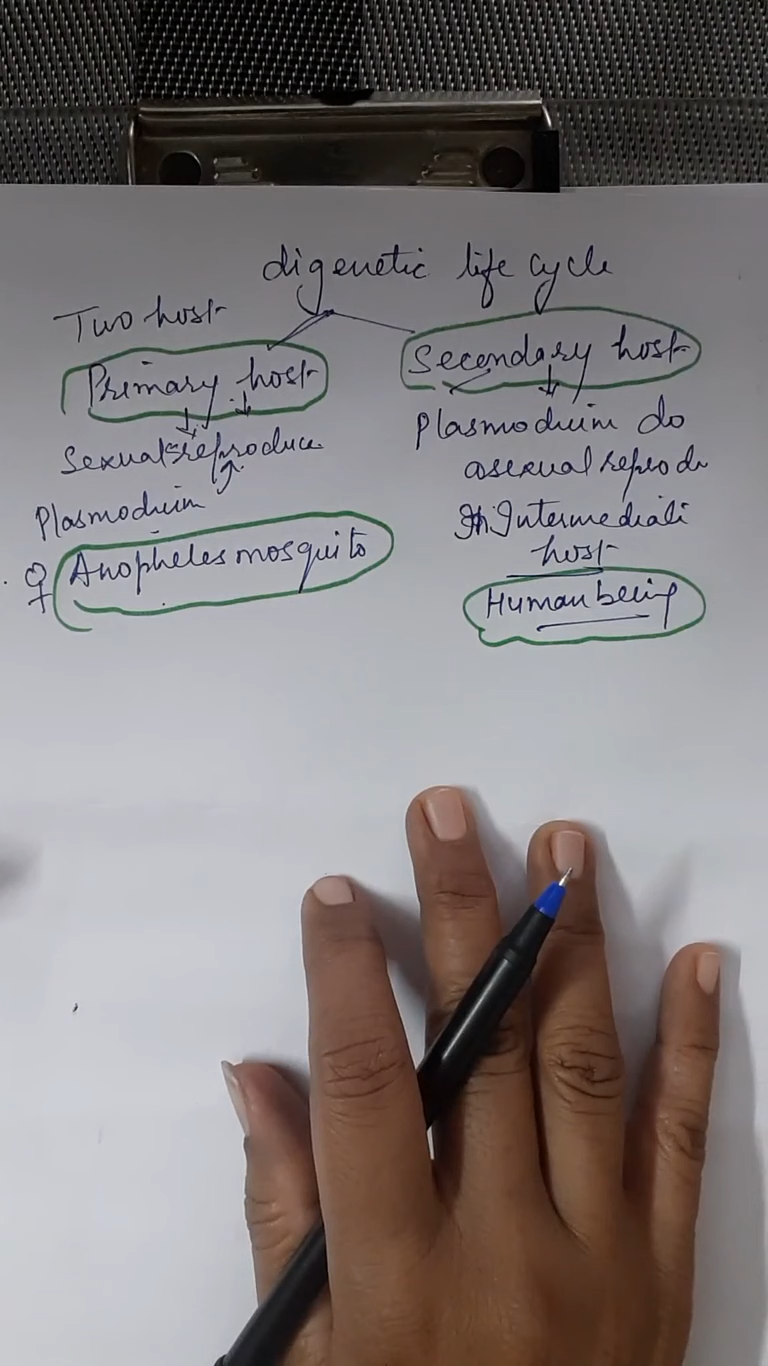 digenetic life cycle
Two host
Primary host
Sexual reproduce
Plasmodium
♀ Anopheles mosquito
Secondary host
Plasmodium do
asexual reprodu
Intermediati
host
Human being